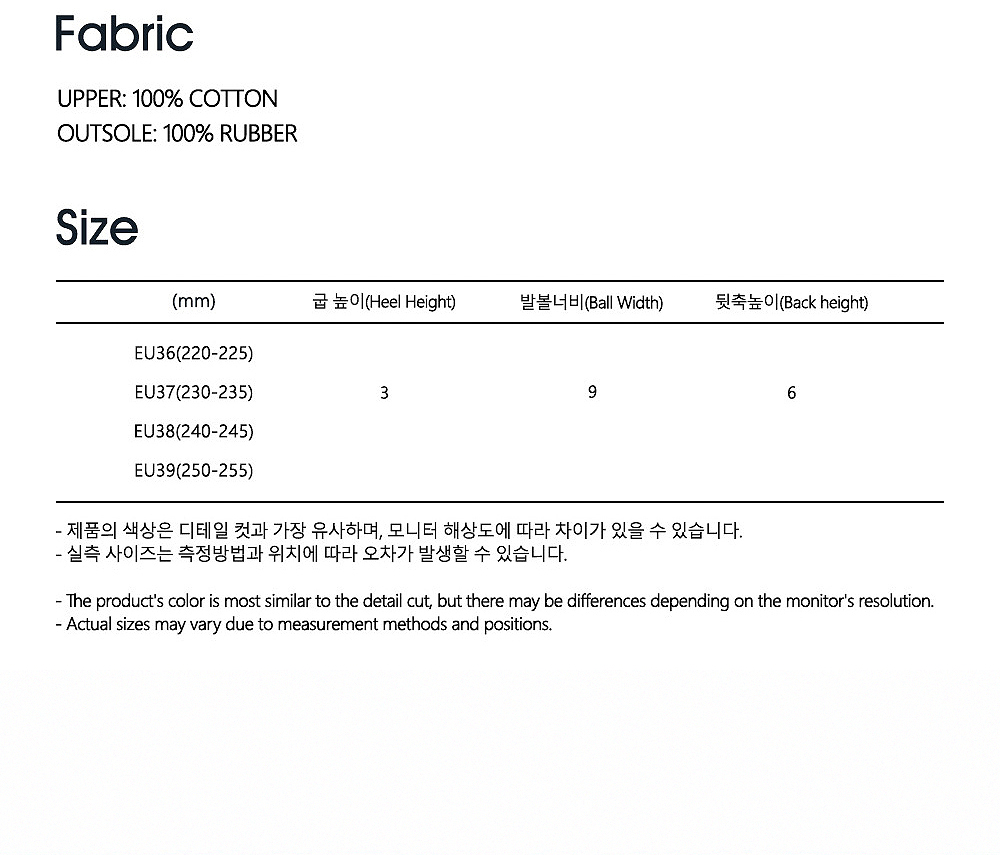 Fabric
UPPER: 100% COTTON
OUTSOLE: 100% RUBBER
Size
(mm) 굽 높이(Heel Height) 발볼너비(Ball Width) 뒷축높이(Back height)
EU36(220-225)
EU37(230-235) 3 9 6
EU38(240-245)
EU39(250-255)
- 제품의 색상은 디테일 컷과 가장 유사하며, 모니터 해상도에 따라 차이가 있을 수 있습니다.
- 실측 사이즈는 측정방법과 위치에 따라 오차가 발생할 수 있습니다.
- The product's color is most similar to the detail cut, but there may be differences depending on the monitor's resolution.
- Actual sizes may vary due to measurement methods and positions.